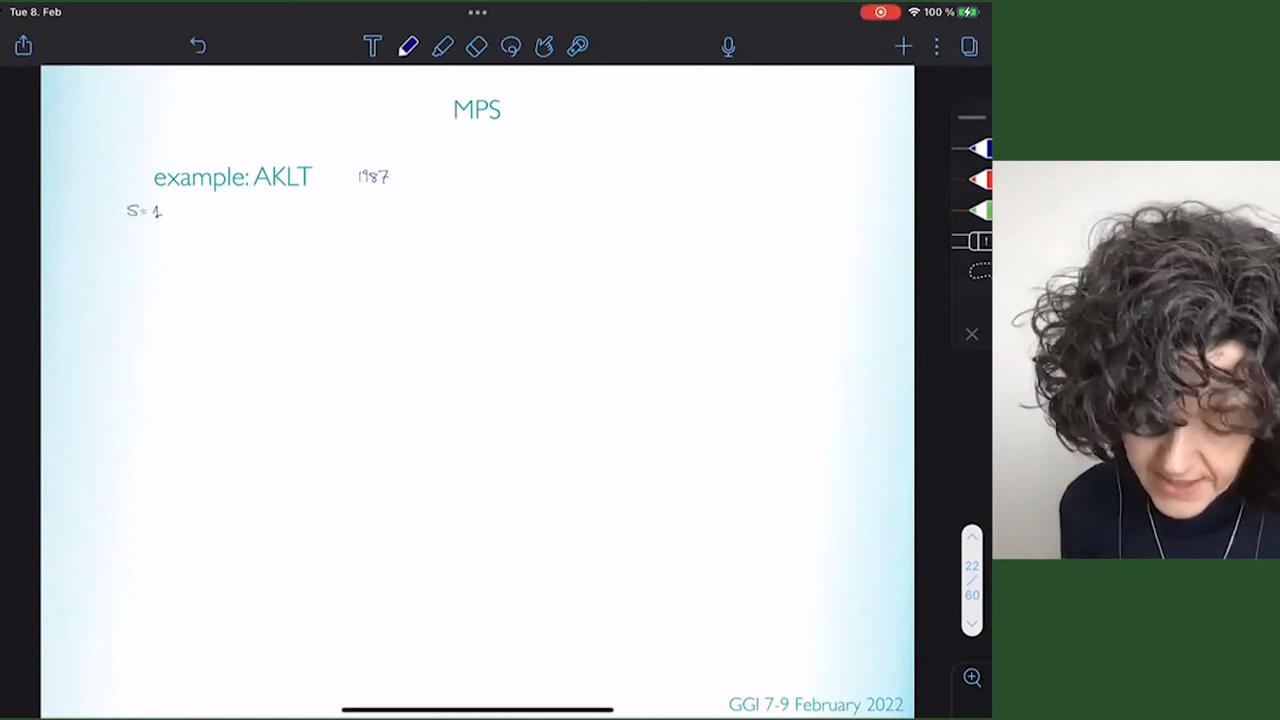 Tue 8. Feb
100 %
MPS
example: AKLT 1987
S=1
22
60
GGI 7-9 February 2022